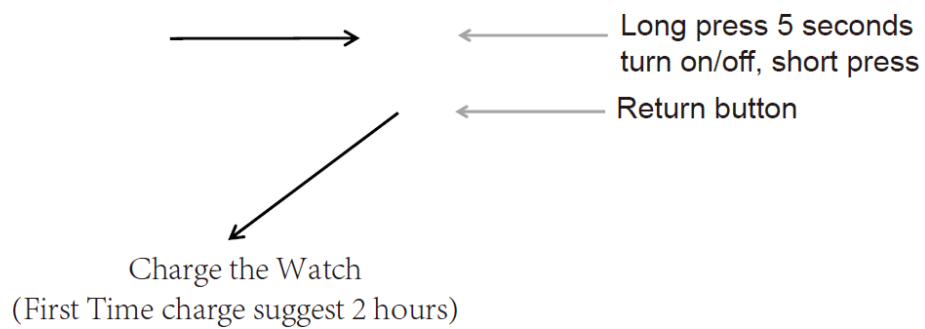 Long press 5 seconds
turn on/off, short press
Return button
Charge the Watch
(First Time charge suggest 2 hours)